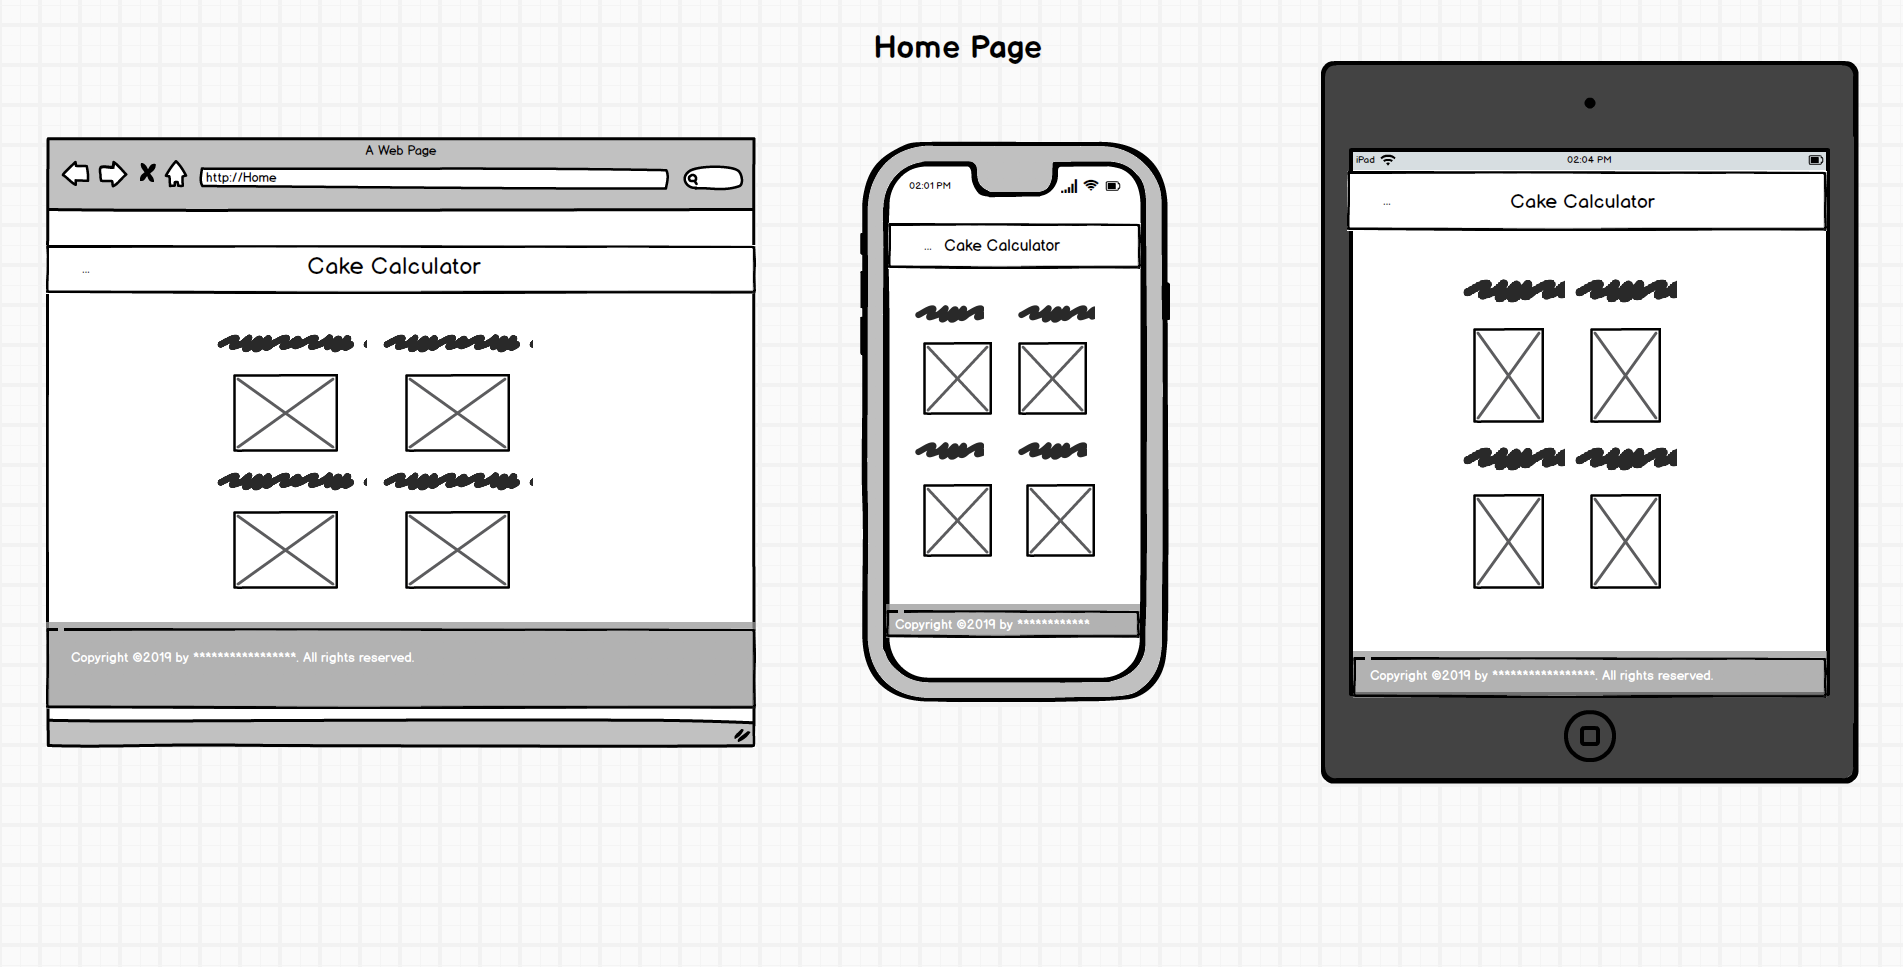 Home Page
A Web Page
http://Home
... Cake Calculator
Copyright ©2019 by *****************. All rights reserved.
02:01 PM
... Cake Calculator
Copyright ©2019 by ************
iPad 02:04 PM
... Cake Calculator
Copyright ©2019 by *****************. All rights reserved.